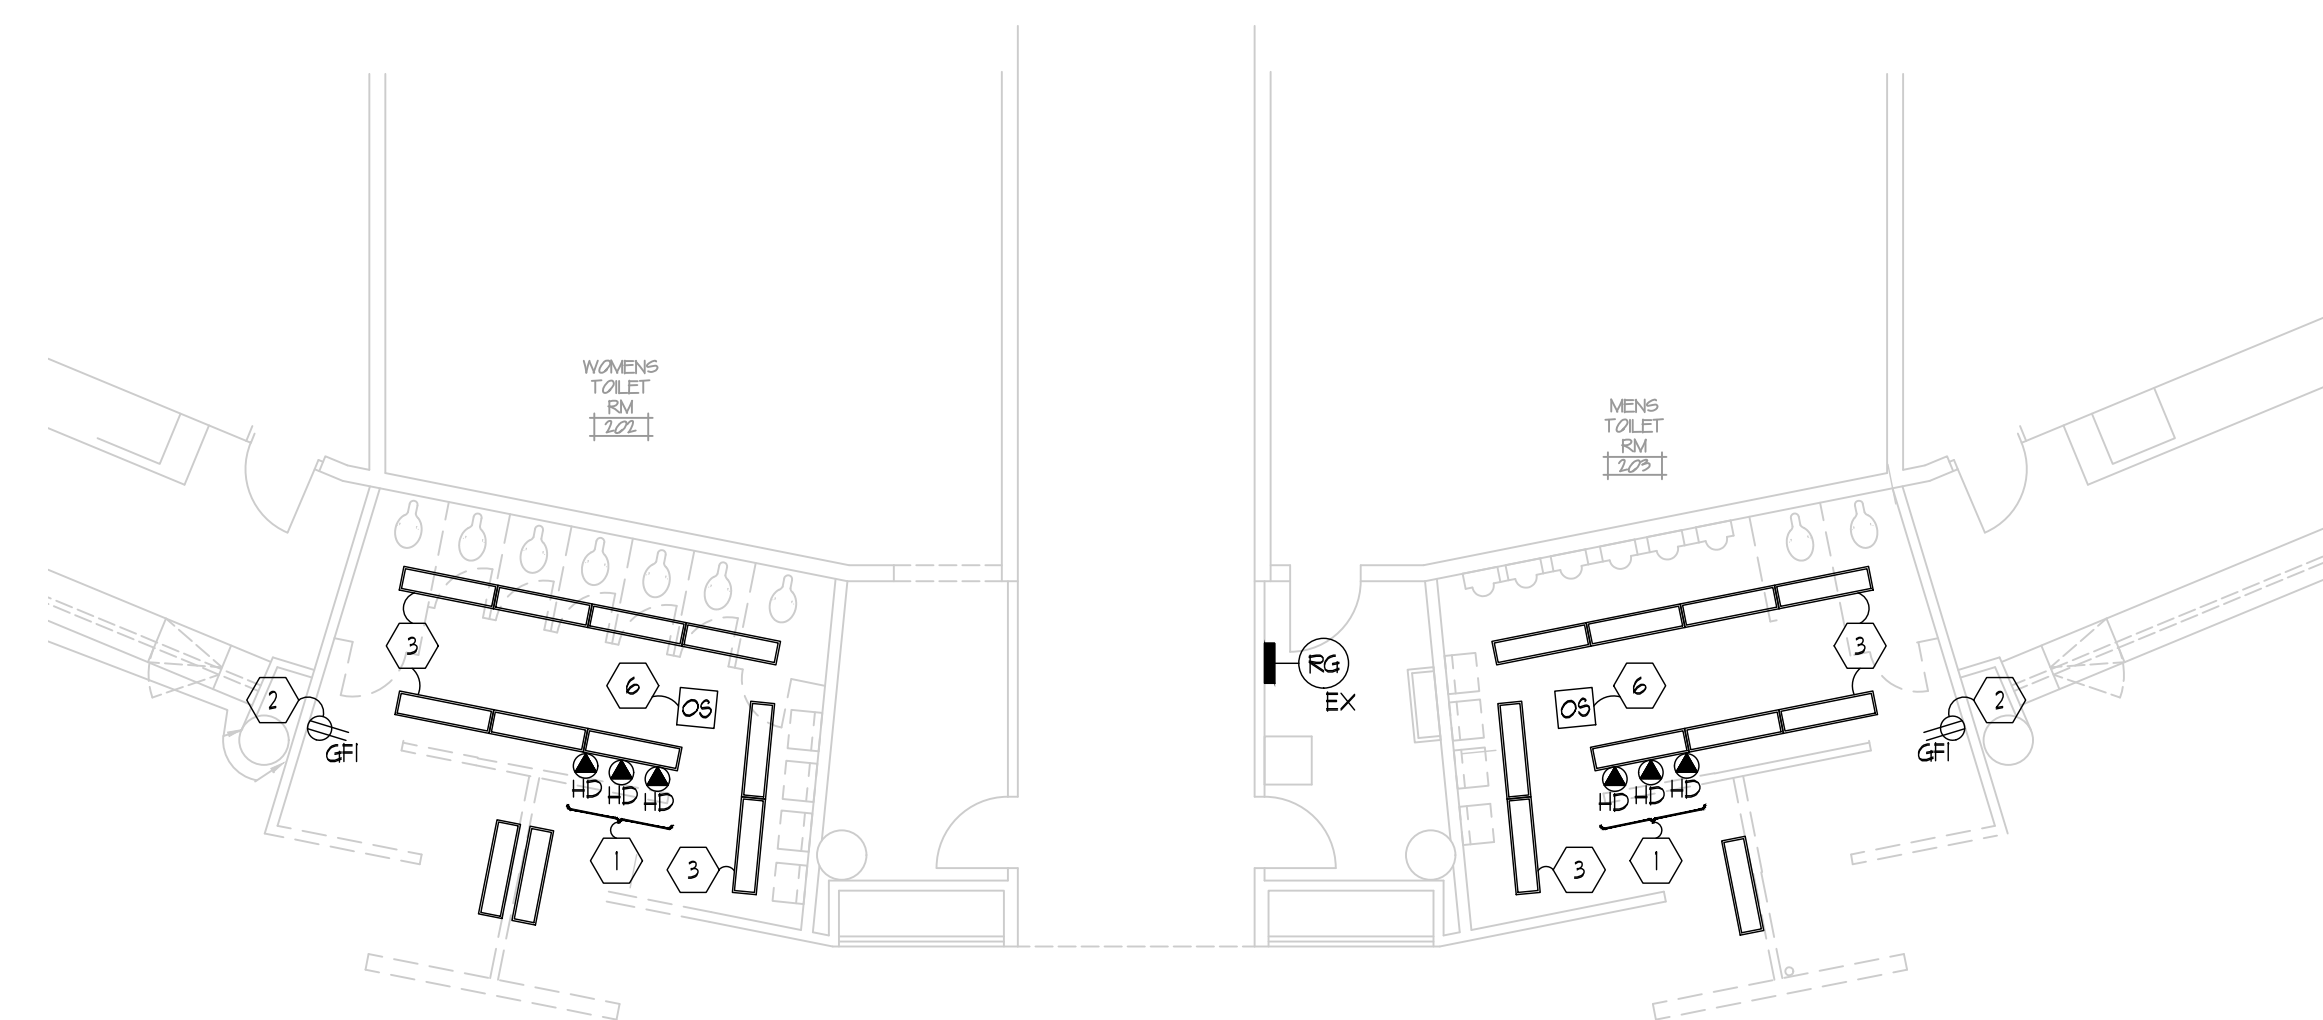 WOMENS
TOILET
RM
202
MENS
TOILET
RM
203
3
6
OS
2
GFI
HD HD HD
1
3
RG
EX
3
6
OS
2
GFI
HD HD HD
1
3